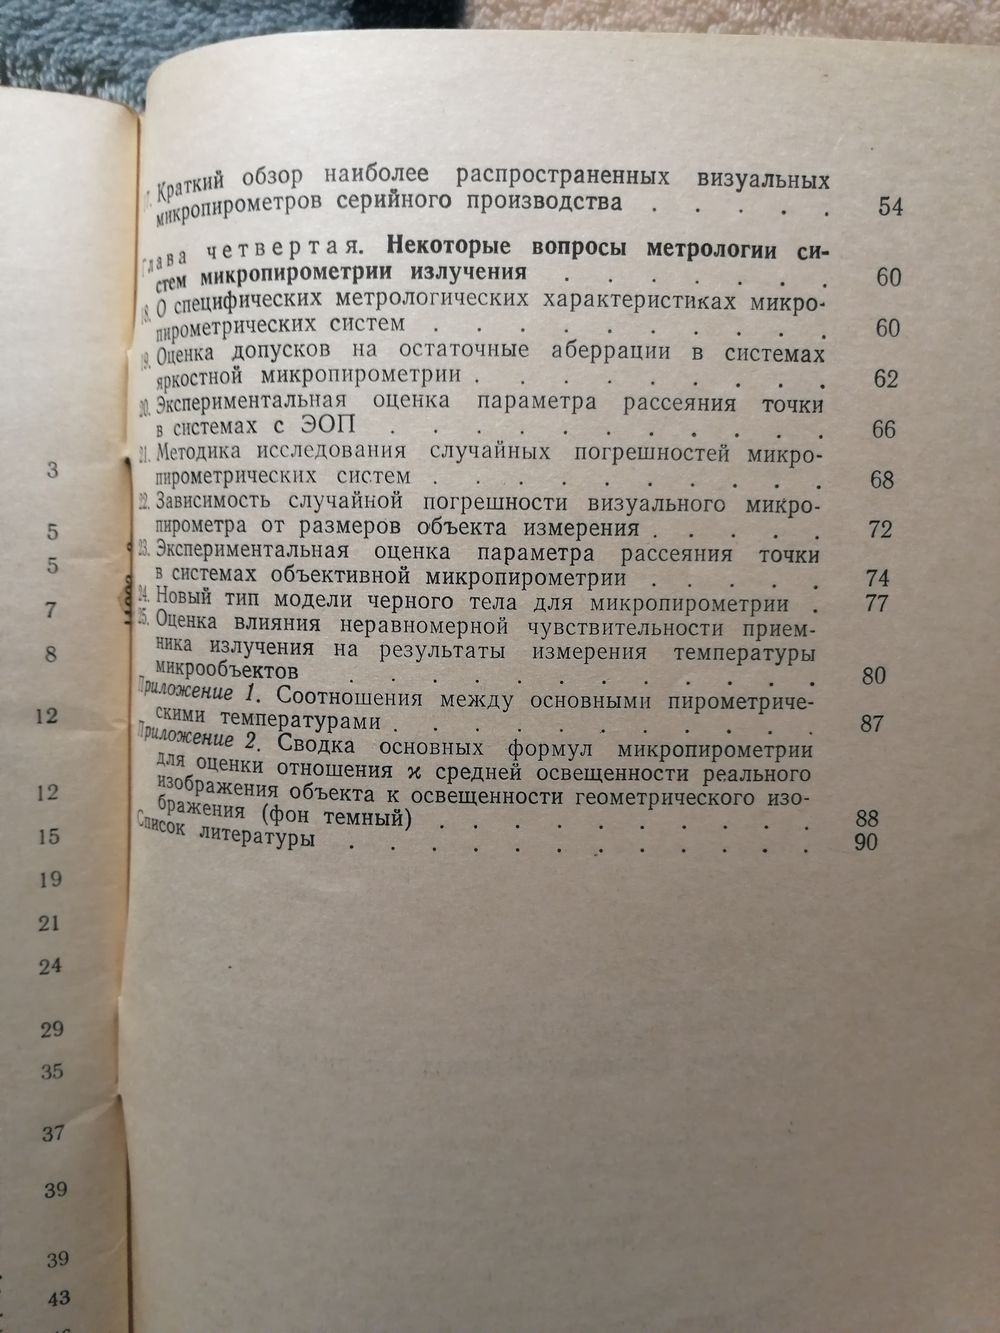 3
5
5
7
8
12
12
15
19
21
24
29
35
37
39
39
43
17. Краткий обзор наиболее распространенных визуальных
микропирометров серийного производства . . . . . 54
Глава четвертая. Некоторые вопросы метрологии си-
стем микропирометрии излучения . . . . . . . 60
18. О специфических метрологических характеристиках микро-
пирометрических систем . . . . . . . . . . 60
19. Оценка допусков на остаточные аберрации в системах
яркостной микропирометрии . . . . . . . . . 62
20. Экспериментальная оценка параметра рассеяния точки
в системах с ЭОП . . . . . . . . . . . 66
21. Методика исследования случайных погрешностей микро-
пирометрических систем . . . . . . . . . . 68
22. Зависимость случайной погрешности визуального микро-
пирометра от размеров объекта измерения . . . . . 72
23. Экспериментальная оценка параметра рассеяния точки
в системах объективной микропирометрии . . . . . 74
24. Новый тип модели черного тела для микропирометрии . 77
25. Оценка влияния неравномерной чувствительности прием-
ника излучения на результаты измерения температуры
микрообъектов . . . . . . . . . . . . 80
Приложение 1. Соотношения между основными пирометриче-
скими температурами . . . . . . . . . . . 87
Приложение 2. Сводка основных формул микропирометрии
для оценки отношения ϰ средней освещенности реального
изображения объекта к освещенности геометрического изо-
бражения (фон темный) . . . . . . . . . . 88
Список литературы . . . . . . . . . . . . 90